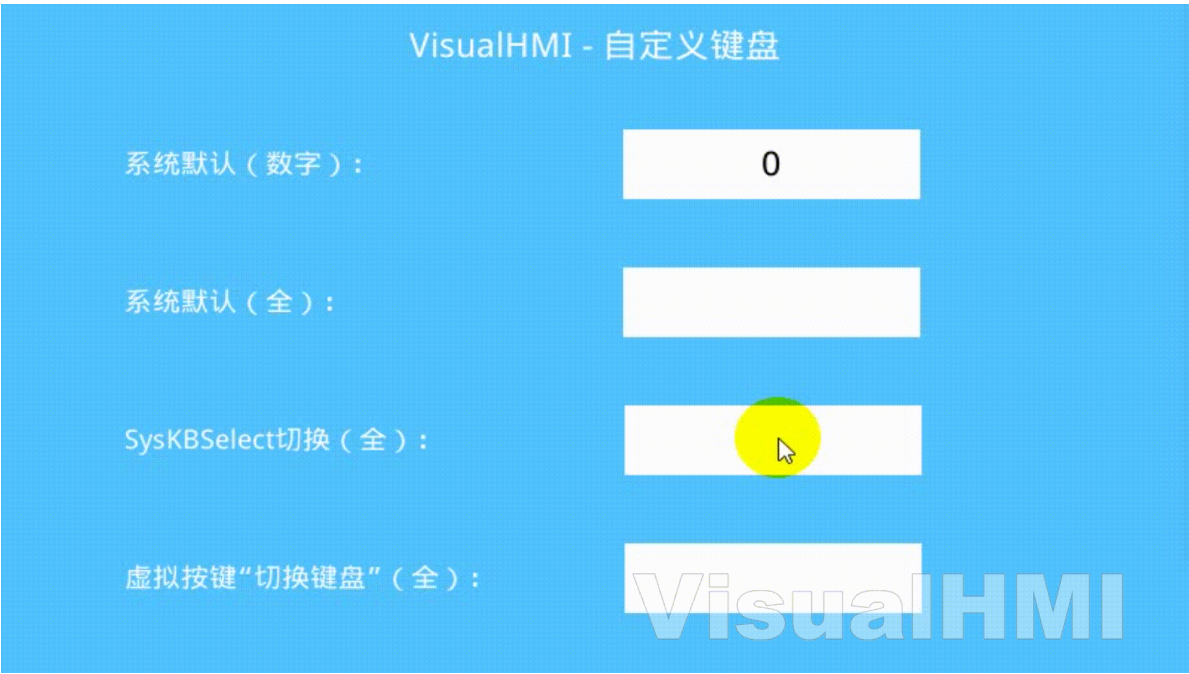 VisualHMI - 自定义键盘
系统默认（数字）:
0
系统默认（全）:
SysKBSelect切换（全）:
虚拟按键“切换键盘”（全）:
VisualHMI